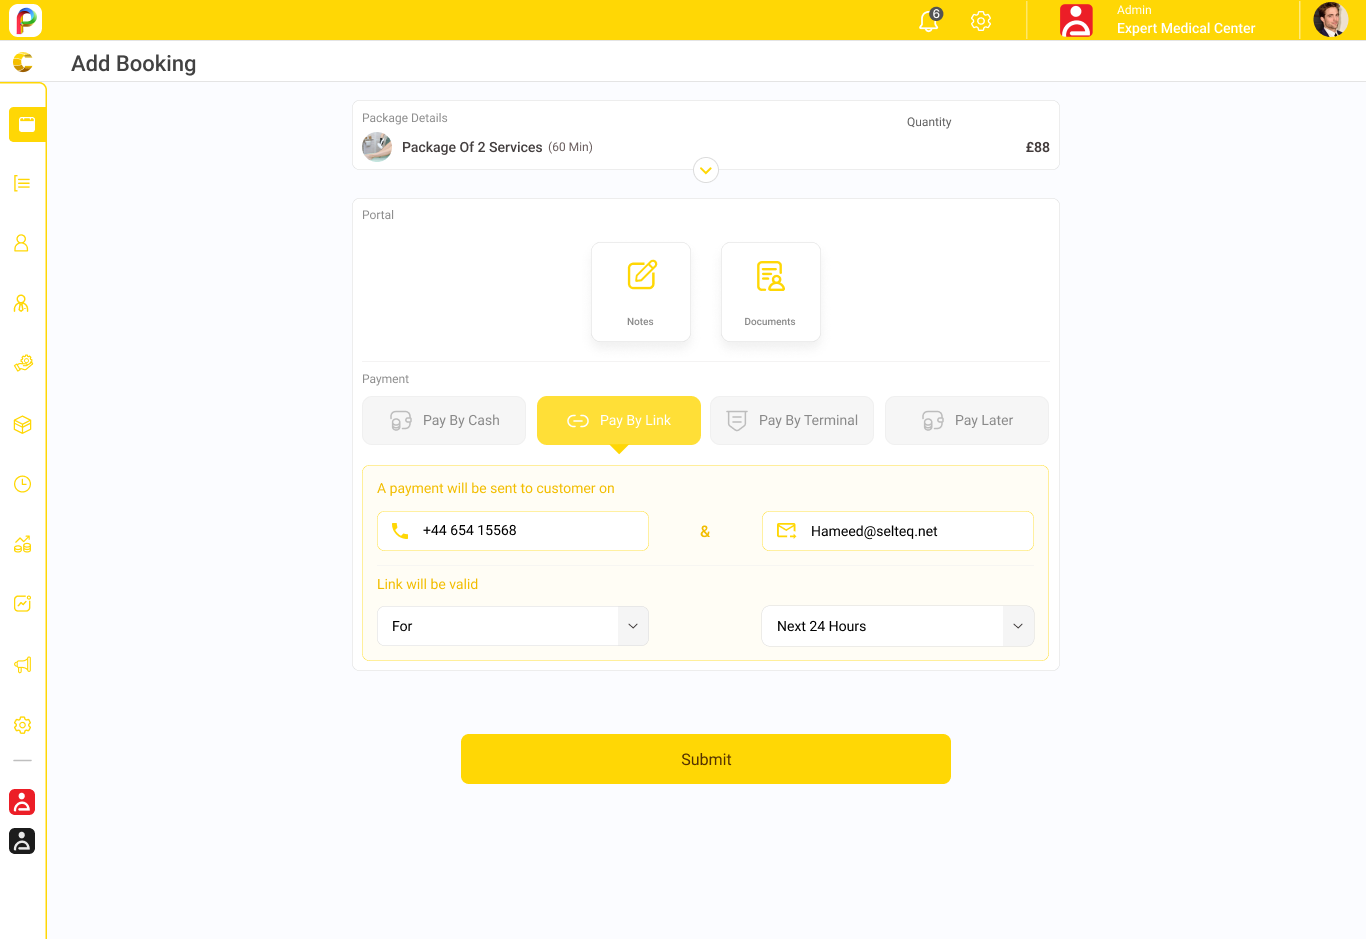 6
Admin
Expert Medical Center
Add Booking
Package Details
Quantity
Package Of 2 Services (60 Min)
£88
Portal
Notes
Documents
Payment
Pay By Cash
Pay By Link
Pay By Terminal
Pay Later
A payment will be sent to customer on
+44 654 15568
&
Hameed@selteq.net
Link will be valid
For
Next 24 Hours
Submit